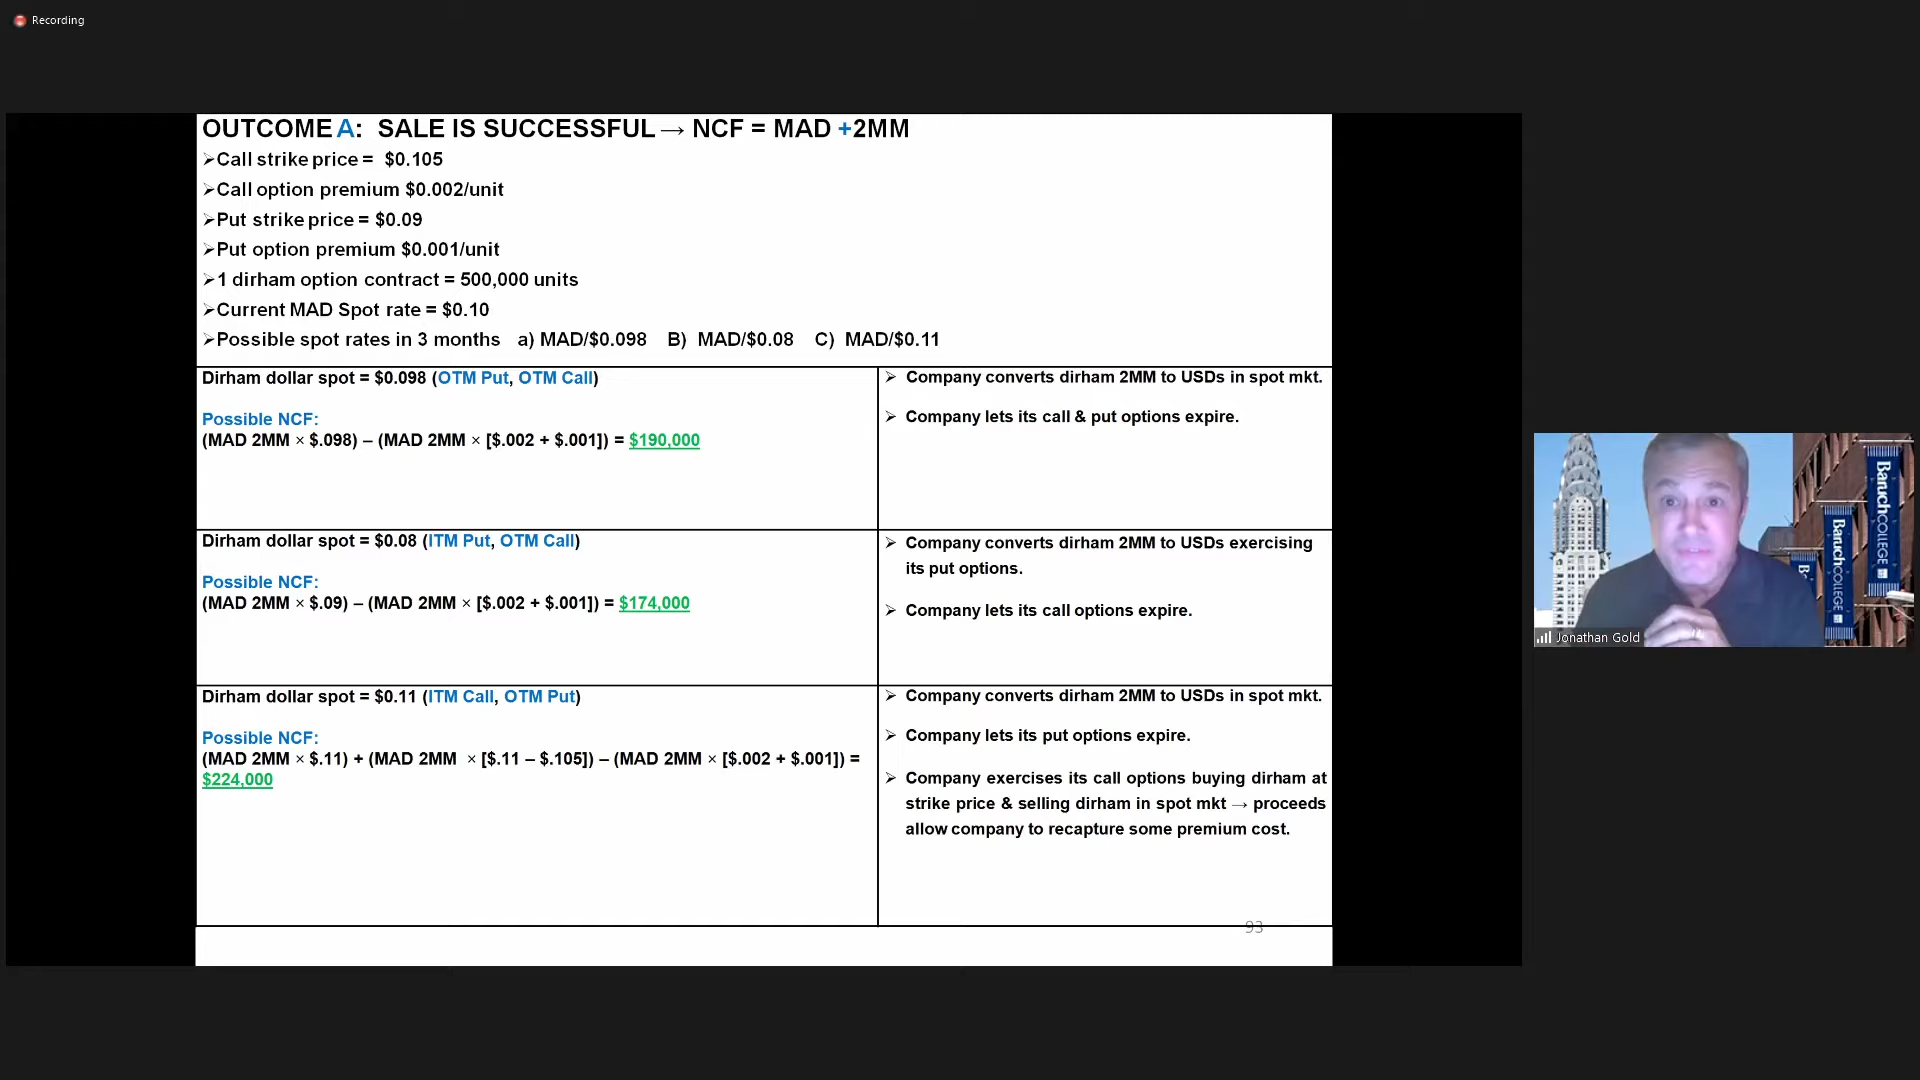 Recording
OUTCOME A: SALE IS SUCCESSFUL → NCF = MAD +2MM
➢Call strike price = $0.105
➢Call option premium $0.002/unit
➢Put strike price = $0.09
➢Put option premium $0.001/unit
➢1 dirham option contract = 500,000 units
➢Current MAD Spot rate = $0.10
➢Possible spot rates in 3 months a) MAD/$0.098 B) MAD/$0.08 C) MAD/$0.11
Dirham dollar spot = $0.098 (OTM Put, OTM Call)
Possible NCF:
(MAD 2MM × $.098) – (MAD 2MM × [$.002 + $.001]) = $190,000
➢ Company converts dirham 2MM to USDs in spot mkt.
➢ Company lets its call & put options expire.
Dirham dollar spot = $0.08 (ITM Put, OTM Call)
Possible NCF:
(MAD 2MM × $.09) – (MAD 2MM × [$.002 + $.001]) = $174,000
➢ Company converts dirham 2MM to USDs exercising
its put options.
➢ Company lets its call options expire.
Dirham dollar spot = $0.11 (ITM Call, OTM Put)
Possible NCF:
(MAD 2MM × $.11) + (MAD 2MM × [$.11 – $.105]) – (MAD 2MM × [$.002 + $.001]) =
$224,000
➢ Company converts dirham 2MM to USDs in spot mkt.
➢ Company lets its put options expire.
➢ Company exercises its call options buying dirham at
strike price & selling dirham in spot mkt → proceeds
allow company to recapture some premium cost.
93
Baruch COLLEGE
Baruch COLLEGE
Jonathan Gold